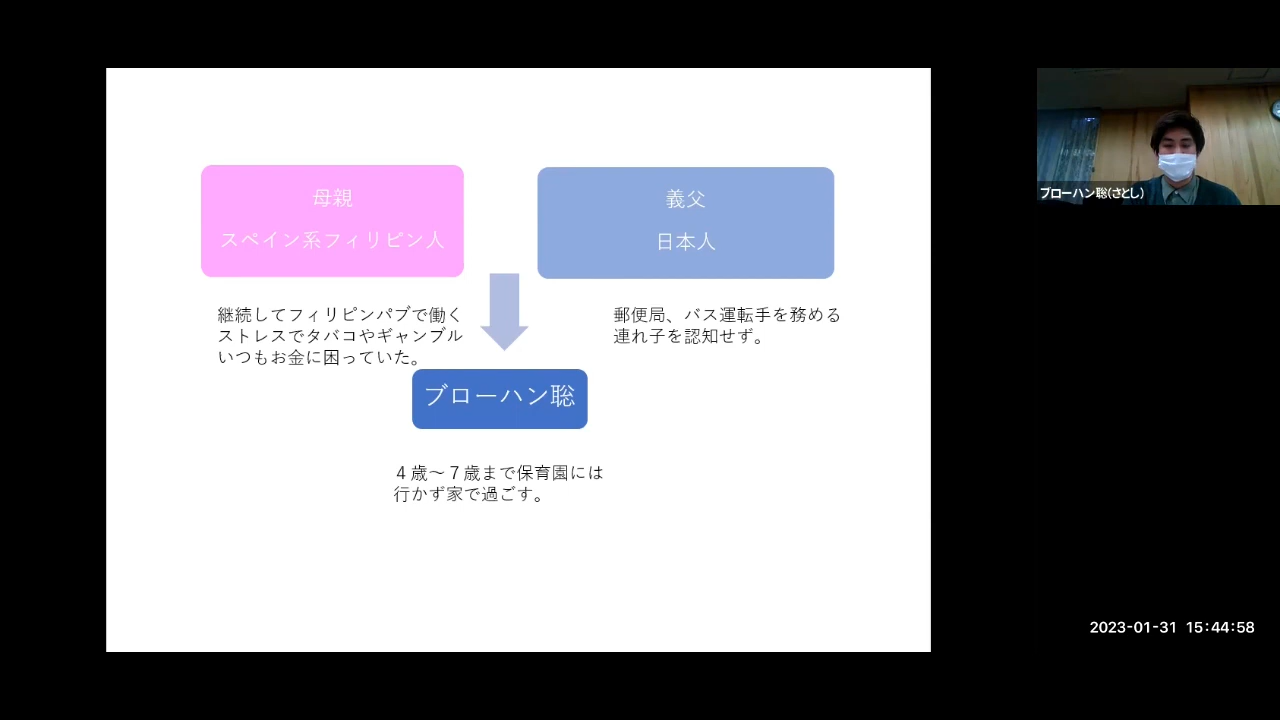 母親
スペイン系フィリピン人
義父
日本人
継続してフィリピンパブで働く
ストレスでタバコやギャンブル
いつもお金に困っていた。
郵便局、バス運転手を務める
連れ子を認知せず。
ブローハン聡
４歳～７歳まで保育園には
行かず家で過ごす。
ブローハン聡(さとし)
2023-01-31 15:44:58